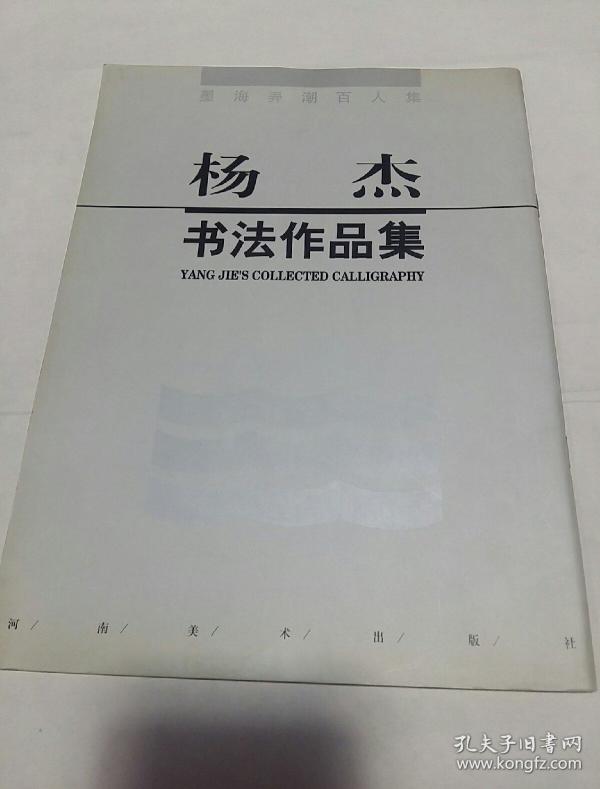 墨海弄潮百人集
杨杰
书法作品集
YANG JIE'S COLLECTED CALLIGRAPHY
河/南/美/术/出/版/社
孔夫子旧书网
www.kongfz.com